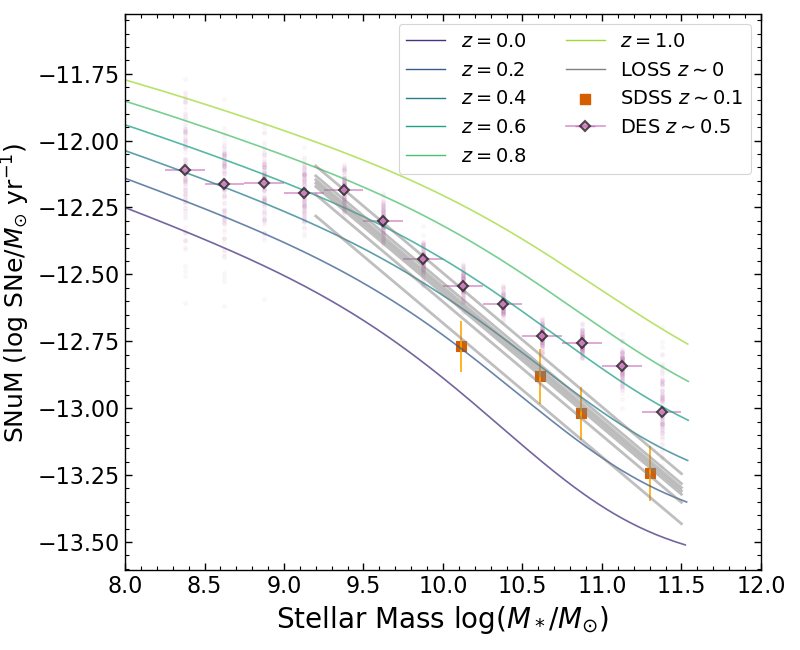 z = 0.0
z = 0.2
z = 0.4
z = 0.6
z = 0.8
z = 1.0
LOSS z ~ 0
SDSS z ~ 0.1
DES z ~ 0.5
−11.75
−12.00
−12.25
−12.50
−12.75
−13.00
−13.25
−13.50
SNuM (log SNe/M⊙ yr⁻¹)
8.0 8.5 9.0 9.5 10.0 10.5 11.0 11.5 12.0
Stellar Mass log(M*/M⊙)